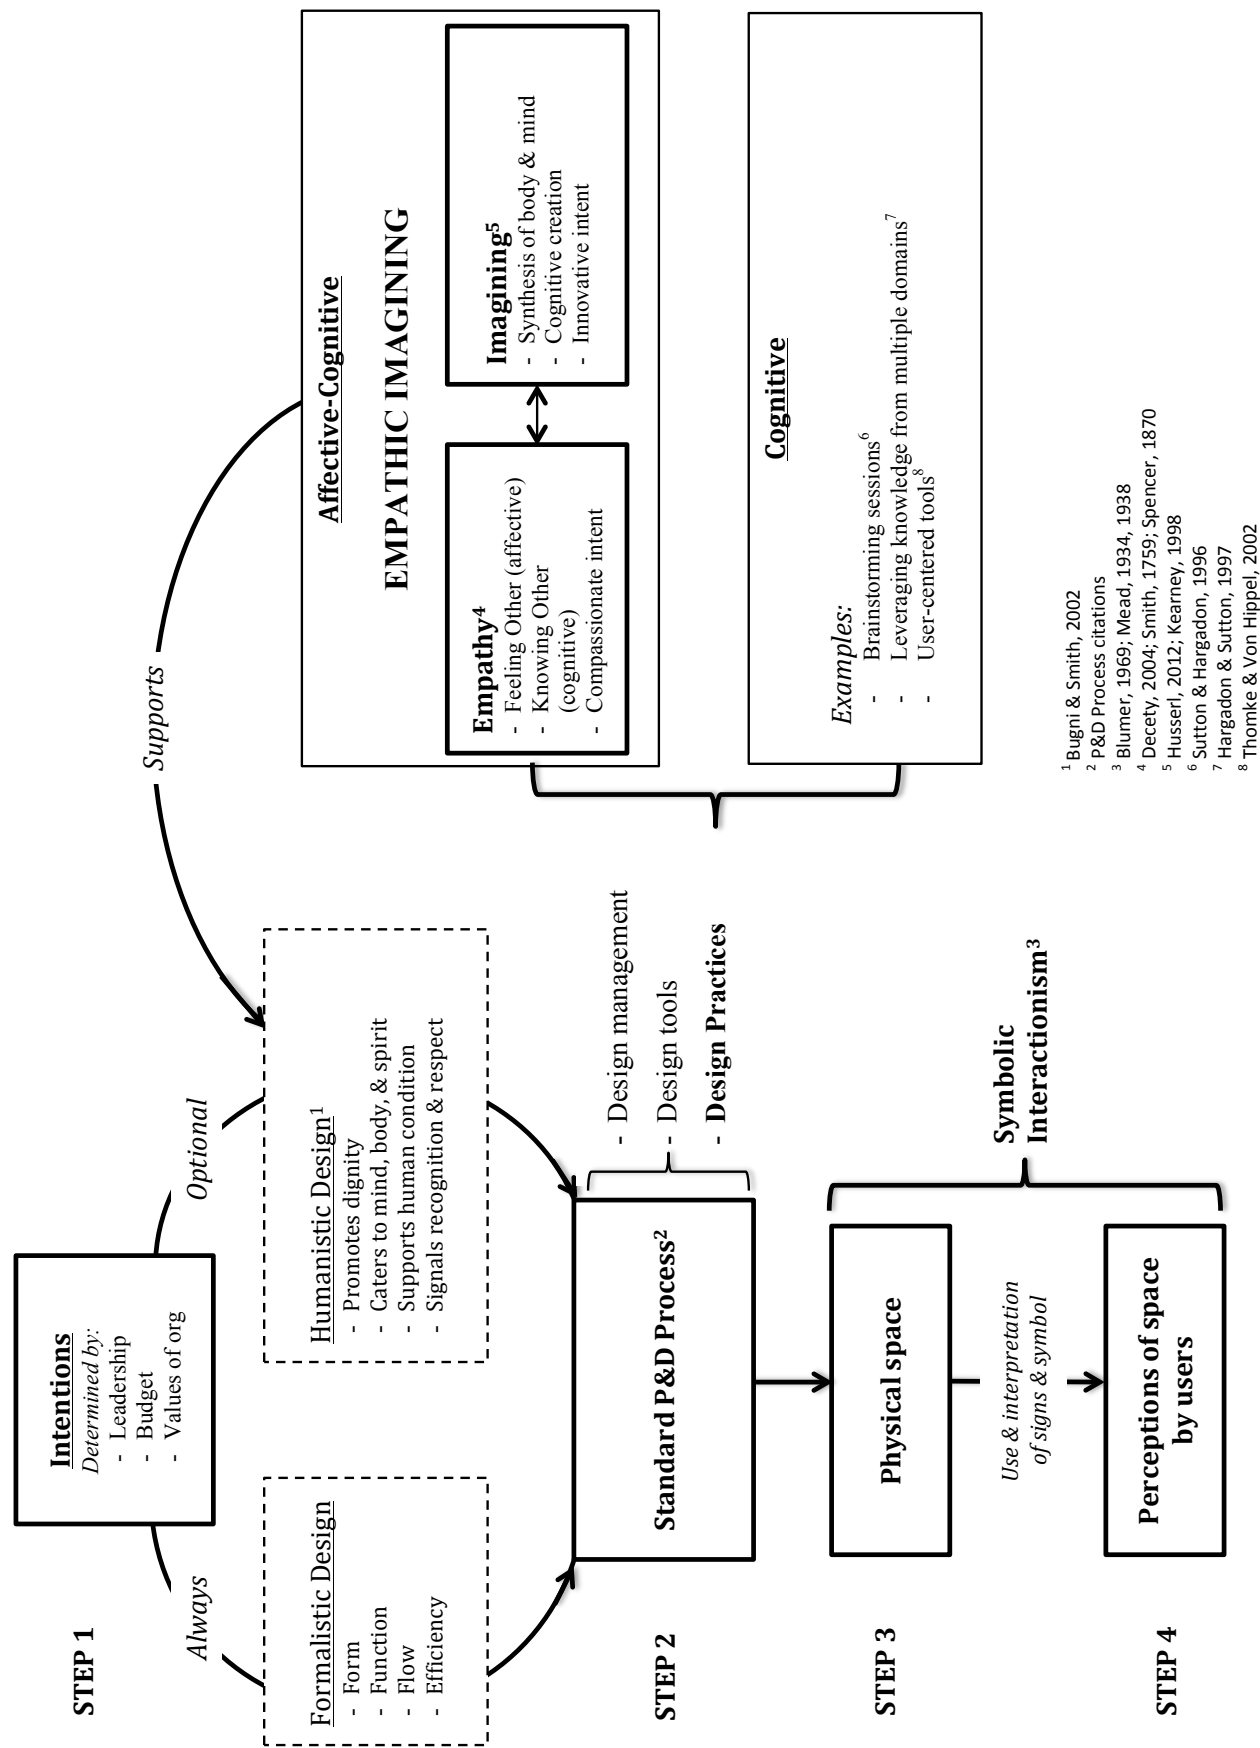 STEP 1
Intentions
Determined by:
- Leadership
- Budget
- Values of org
Always
Optional
Supports
Formalistic Design
- Form
- Function
- Flow
- Efficiency
Humanistic Design¹
- Promotes dignity
- Caters to mind, body, & spirit
- Supports human condition
- Signals recognition & respect
Affective-Cognitive
EMPATHIC IMAGINING
Empathy⁴
- Feeling Other (affective)
- Knowing Other
(cognitive)
- Compassionate intent
Imagining⁵
- Synthesis of body & mind
- Cognitive creation
- Innovative intent
STEP 2
Standard P&D Process²
- Design management
- Design tools
- Design Practices
Cognitive
Examples:
- Brainstorming sessions⁶
- Leveraging knowledge from multiple domains⁷
- User-centered tools⁸
STEP 3
Physical space
Use & interpretation
of signs & symbol
Symbolic
Interactionism³
STEP 4
Perceptions of space
by users
¹ Bugni & Smith, 2002
² P&D Process citations
³ Blumer, 1969; Mead, 1934, 1938
⁴ Decety, 2004; Smith, 1759; Spencer, 1870
⁵ Husserl, 2012; Kearney, 1998
⁶ Sutton & Hargadon, 1996
⁷ Hargadon & Sutton, 1997
⁸ Thomke & Von Hippel, 2002